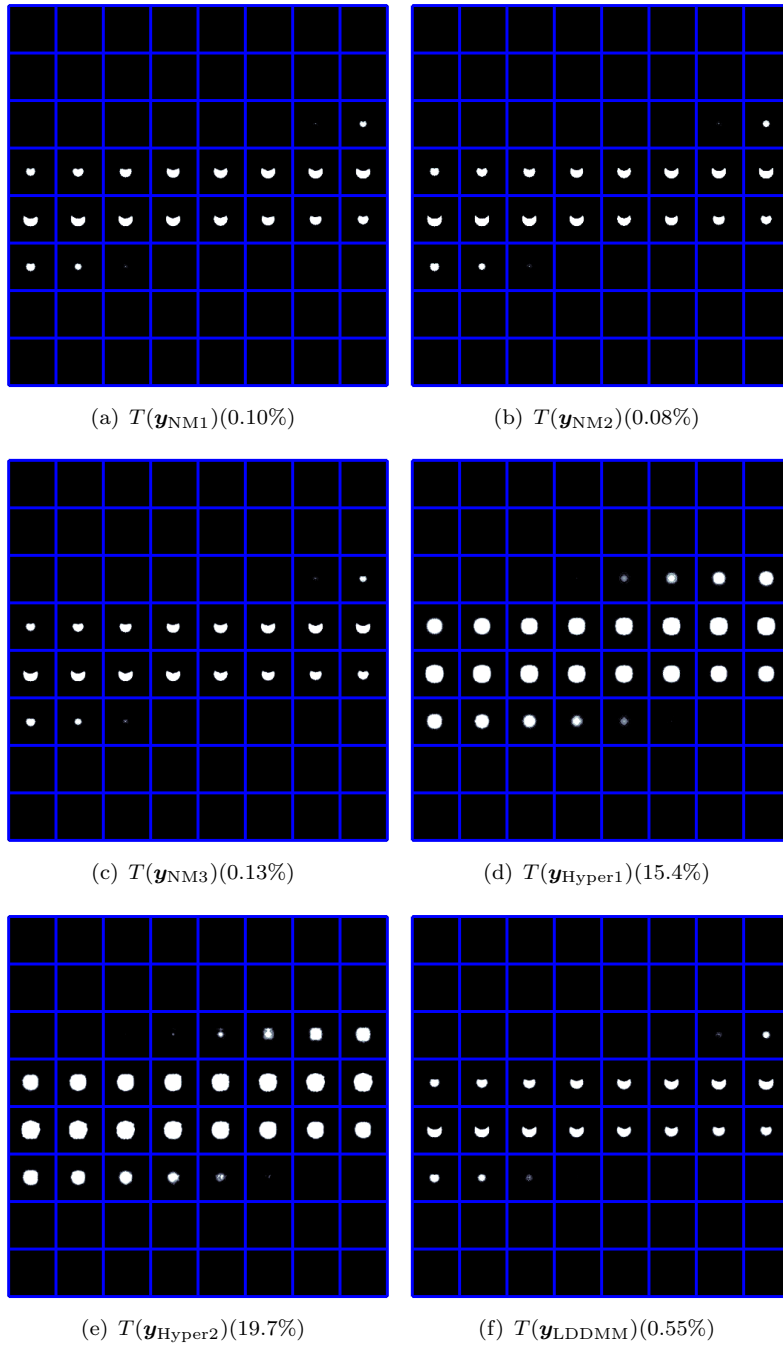 (a) T(y_NM1)(0.10%)
(b) T(y_NM2)(0.08%)
(c) T(y_NM3)(0.13%)
(d) T(y_Hyper1)(15.4%)
(e) T(y_Hyper2)(19.7%)
(f) T(y_LDDMM)(0.55%)